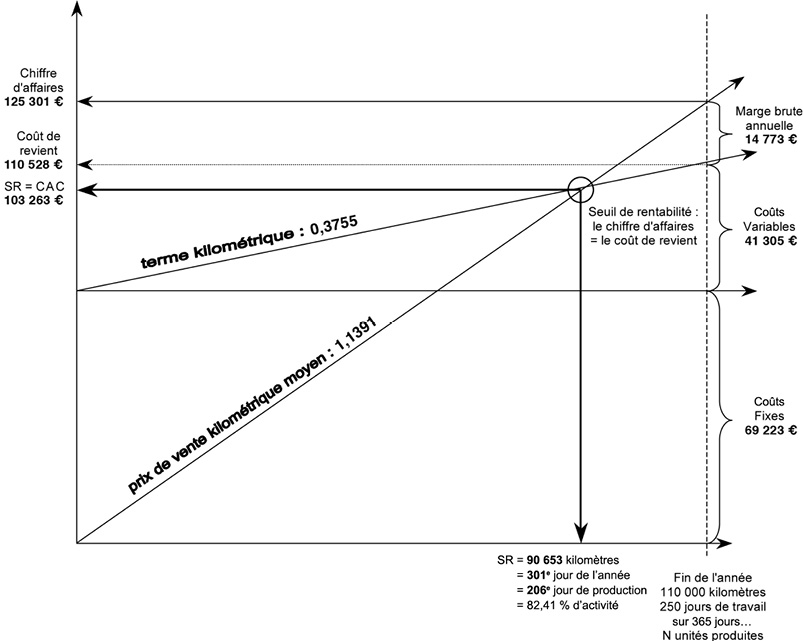 Chiffre
d'affaires
125 301 €
Coût de
revient
110 528 €
SR = CAC
103 263 €
Marge brute
annuelle
14 773 €
Seuil de rentabilité :
le chiffre d'affaires
= le coût de revient
Coûts
Variables
41 305 €
terme kilométrique : 0,3755
prix de vente kilométrique moyen : 1,1391
Coûts
Fixes
69 223 €
SR = 90 653 kilomètres
= 301e jour de l'année
= 206e jour de production
= 82,41 % d'activité
Fin de l'année
110 000 kilomètres
250 jours de travail
sur 365 jours...
N unités produites